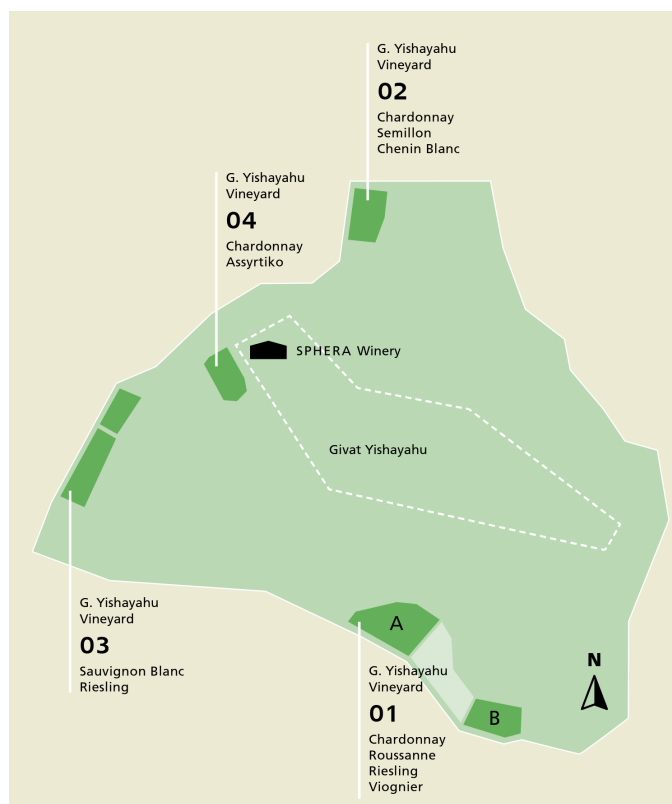 G. Yishayahu
Vineyard
02
Chardonnay
Semillon
Chenin Blanc
G. Yishayahu
Vineyard
04
Chardonnay
Assyrtiko
SPHERA Winery
Givat Yishayahu
G. Yishayahu
Vineyard
03
Sauvignon Blanc
Riesling
A
G. Yishayahu
Vineyard
01
Chardonnay
Roussanne
Riesling
Viognier
B
N